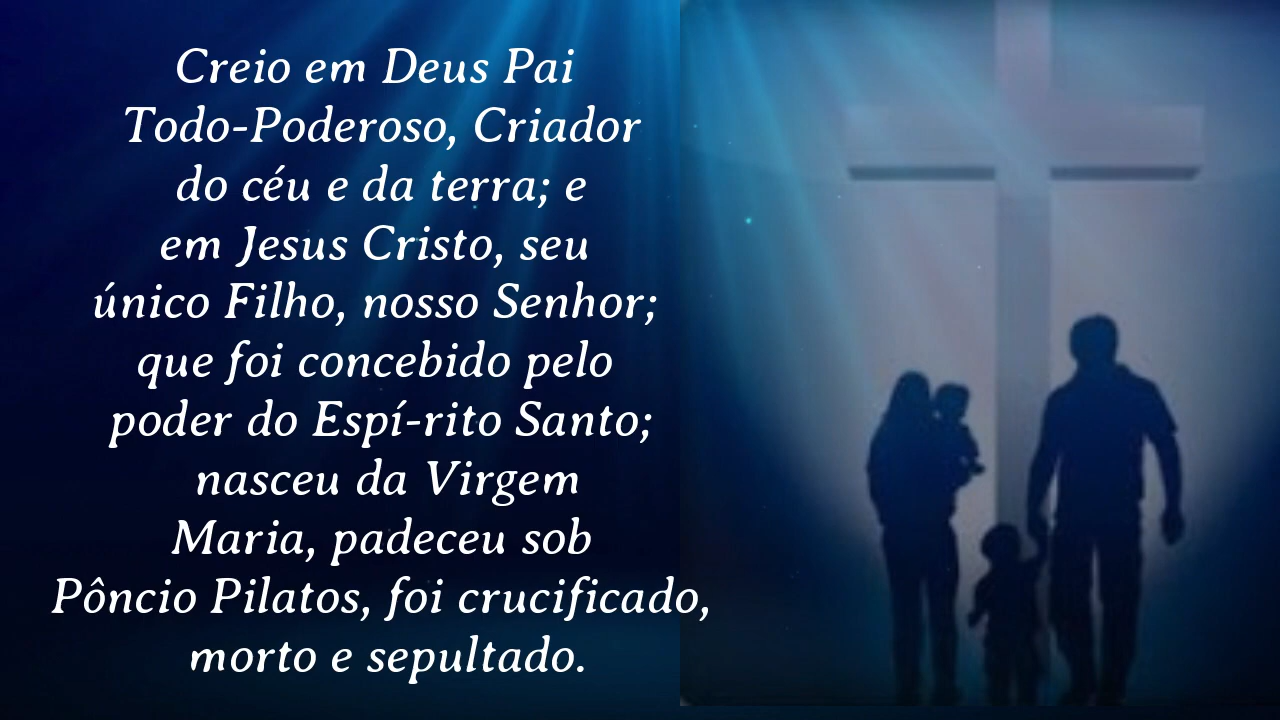 Creio em Deus Pai
Todo-Poderoso, Criador
do céu e da terra; e
em Jesus Cristo, seu
único Filho, nosso Senhor;
que foi concebido pelo
poder do Espí-rito Santo;
nasceu da Virgem
Maria, padeceu sob
Pôncio Pilatos, foi crucificado,
morto e sepultado.